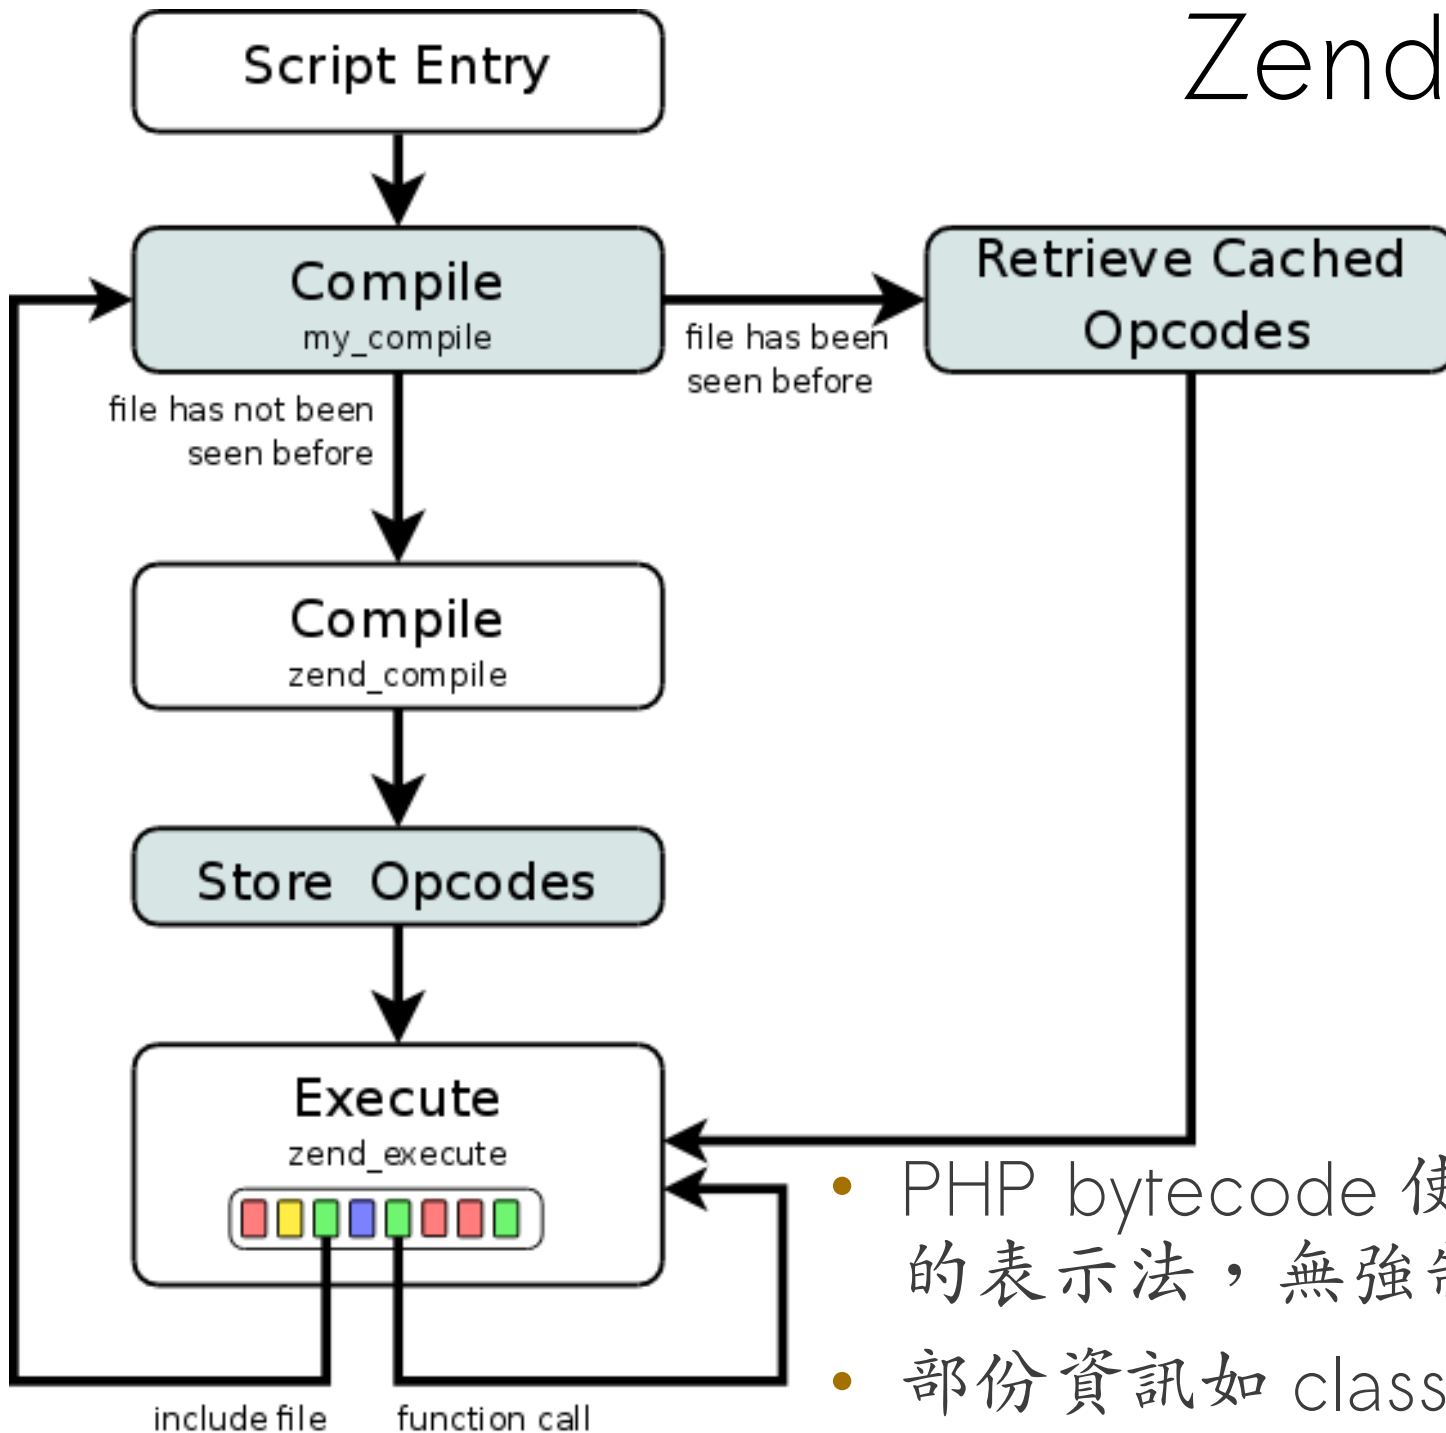 Zend
Script Entry
Compile
my_compile
Retrieve Cached
Opcodes
file has been
seen before
file has not been
seen before
Compile
zend_compile
Store Opcodes
Execute
zend_execute
include file
function call
PHP bytecode
的表示法，無強
部份資訊如 class